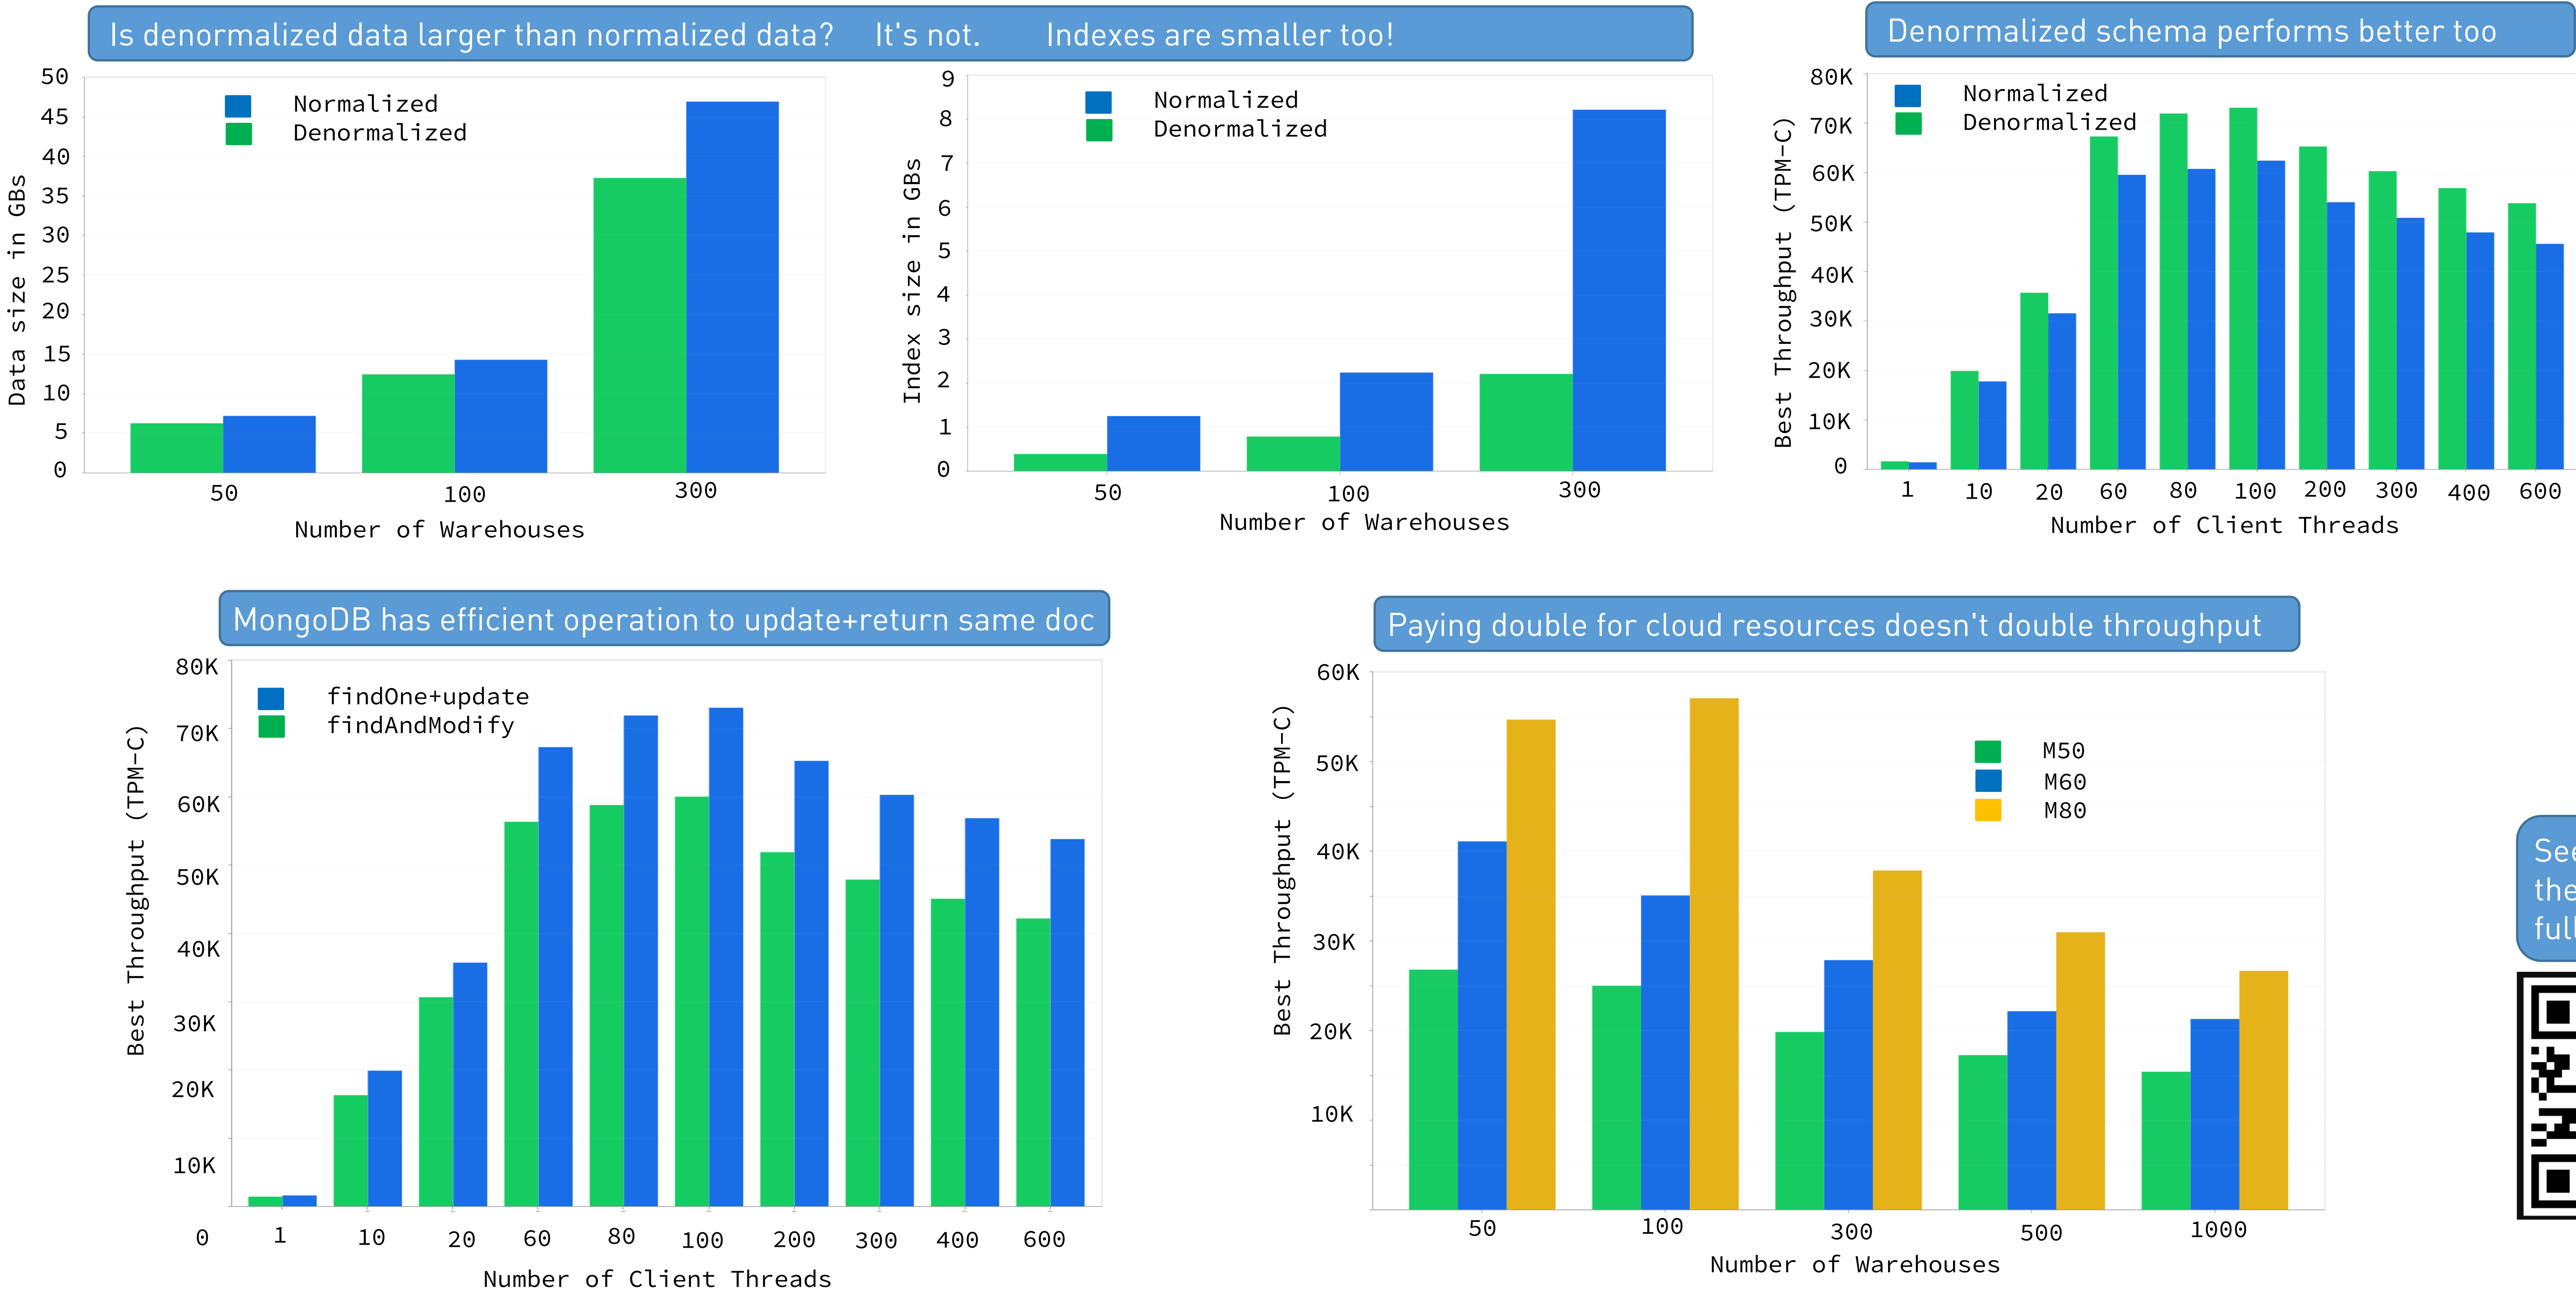 Is denormalized data larger than normalized data? It's not. Indexes are smaller too!
Denormalized schema performs better too
50
45
40
35
30
25
20
15
10
5
0
Data size in GBs
Normalized
Denormalized
50
100
300
Number of Warehouses
9
8
7
6
5
4
3
2
1
0
Index size in GBs
Normalized
Denormalized
50
100
300
Number of Warehouses
80K
70K
60K
50K
40K
30K
20K
10K
0
Best Throughput (TPM-C)
Normalized
Denormalized
1
10
20
60
80
100
200
300
400
600
Number of Client Threads
MongoDB has efficient operation to update+return same doc
80K
70K
60K
50K
40K
30K
20K
10K
0
Best Throughput (TPM-C)
findOne+update
findAndModify
1
10
20
60
80
100
200
300
400
600
Number of Client Threads
Paying double for cloud resources doesn't double throughput
60K
50K
40K
30K
20K
10K
Best Throughput (TPM-C)
M50
M60
M80
50
100
300
500
1000
Number of Warehouses
See
the
full